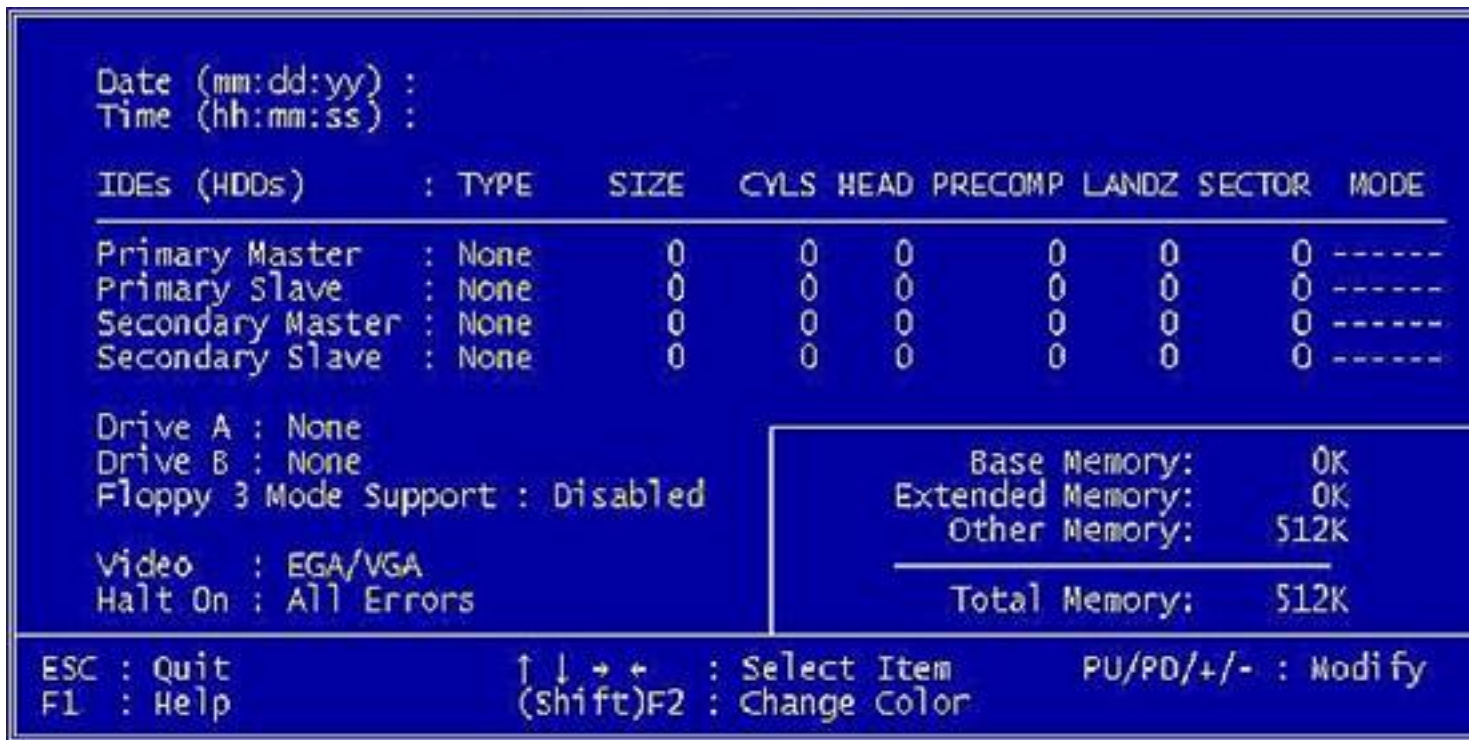 Date (mm:dd:yy) :
Time (hh:mm:ss) :
IDEs (HDDs) : TYPE SIZE CYLS HEAD PRECOMP LANDZ SECTOR MODE
Primary Master : None 0 0 0 0 0 0 ------
Primary Slave : None 0 0 0 0 0 0 ------
Secondary Master : None 0 0 0 0 0 0 ------
Secondary Slave : None 0 0 0 0 0 0 ------
Drive A : None
Drive B : None
Floppy 3 Mode Support : Disabled
Video : EGA/VGA
Halt On : All Errors
Base Memory: 0K
Extended Memory: 0K
Other Memory: 512K
Total Memory: 512K
ESC : Quit ↑ ↓ → ← : Select Item PU/PD/+/- : Modify
F1 : Help (Shift)F2 : Change Color